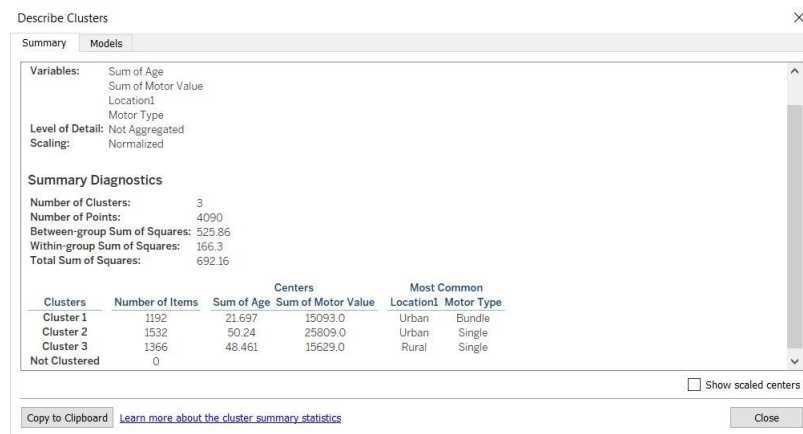 Describe Clusters
Summary Models
Variables: Sum of Age
Sum of Motor Value
Location1
Motor Type
Level of Detail: Not Aggregated
Scaling: Normalized
Summary Diagnostics
Number of Clusters: 3
Number of Points: 4090
Between-group Sum of Squares: 525.86
Within-group Sum of Squares: 166.3
Total Sum of Squares: 692.16
Centers Most Common
Clusters Number of Items Sum of Age Sum of Motor Value Location1 Motor Type
Cluster 1 1192 21.697 15093.0 Urban Bundle
Cluster 2 1532 50.24 25809.0 Urban Single
Cluster 3 1366 48.461 15629.0 Rural Single
Not Clustered 0
Show scaled centers
Copy to Clipboard Learn more about the cluster summary statistics Close